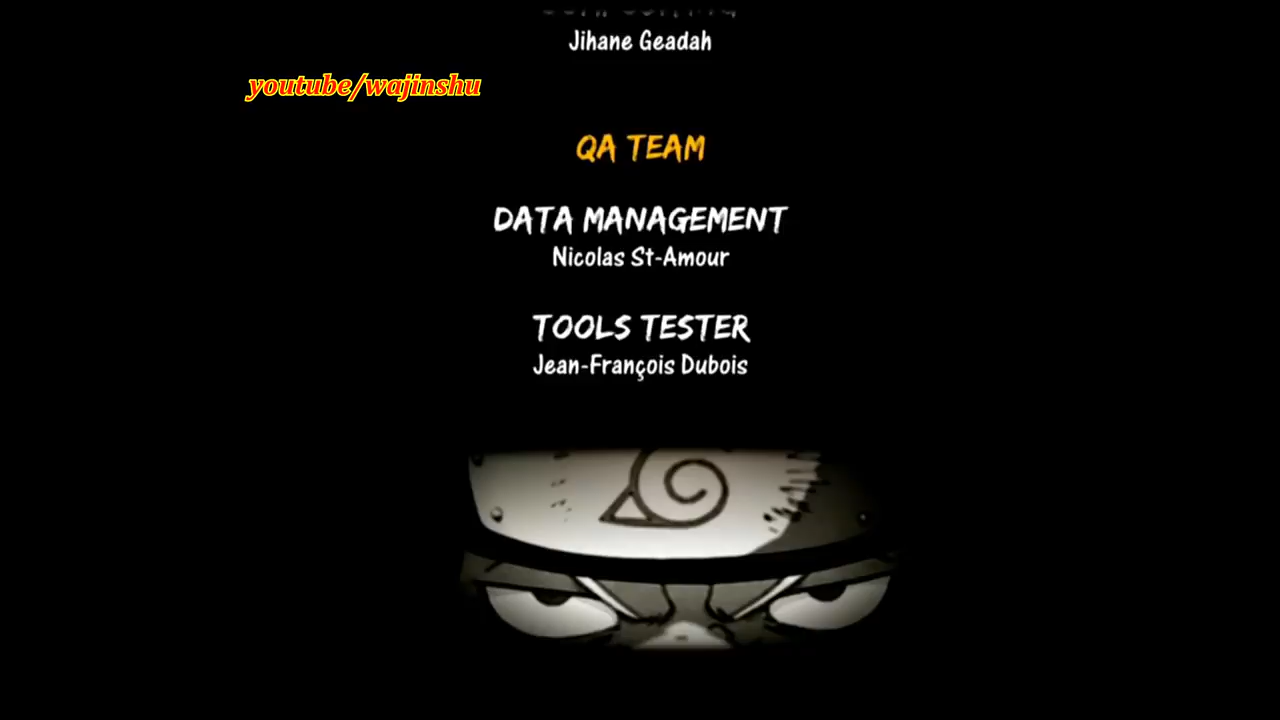 Jihane Geadah
youtube/wajinshu
QA TEAM
DATA MANAGEMENT
Nicolas St-Amour
TOOLS TESTER
Jean-François Dubois